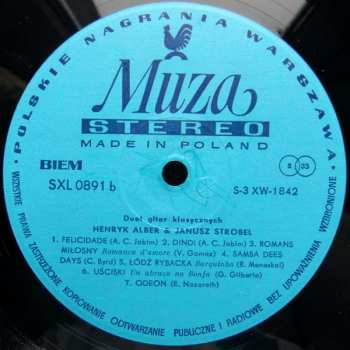 POLSKIE NAGRANIA WARSZAWA
Muza
STEREO
MADE IN POLAND
BIEM
33
SXL 0891 b
S-3 XW-1842
Duet gitar klasycznych
HENRYK ALBER & JANUSZ STROBEL
1. FELICIDADE (A. C. Jobim) 2. DINDI (A. C. Jobim) 3. ROMANS
MIŁOSNY Romance d'amore (V. Gomez) 4. SAMBA DEES
DAYS (C. Byrd) 5. ŁÓDŹ RYBACKA Barquinho (R. Menescal)
6. UŚCISKI Um abraço no Bonfa (G. Gilberto)
7. ODEON (E. Nazareth)
WSZYSTKIE PRAWA ZASTRZEŻONE KOPIOWANIE ODTWARZANIE PUBLICZNE I RADIOWE BEZ UPOWAŻNIENIA WZBRONIONE